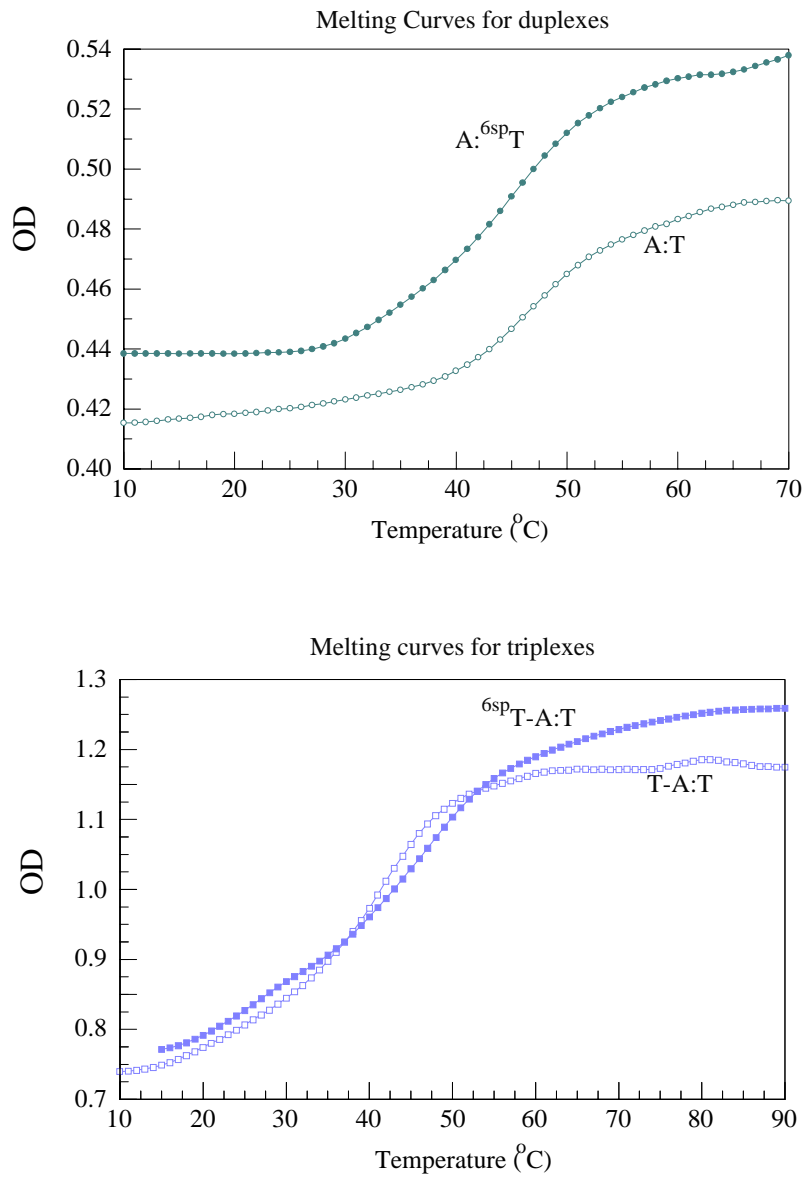 Melting Curves for duplexes
0.54
0.52
0.50
0.48
0.46
0.44
0.42
0.40
OD
A:6spT
A:T
10 20 30 40 50 60 70
Temperature (oC)
Melting curves for triplexes
1.3
1.2
1.1
1.0
0.9
0.8
0.7
OD
6spT-A:T
T-A:T
10 20 30 40 50 60 70 80 90
Temperature (oC)